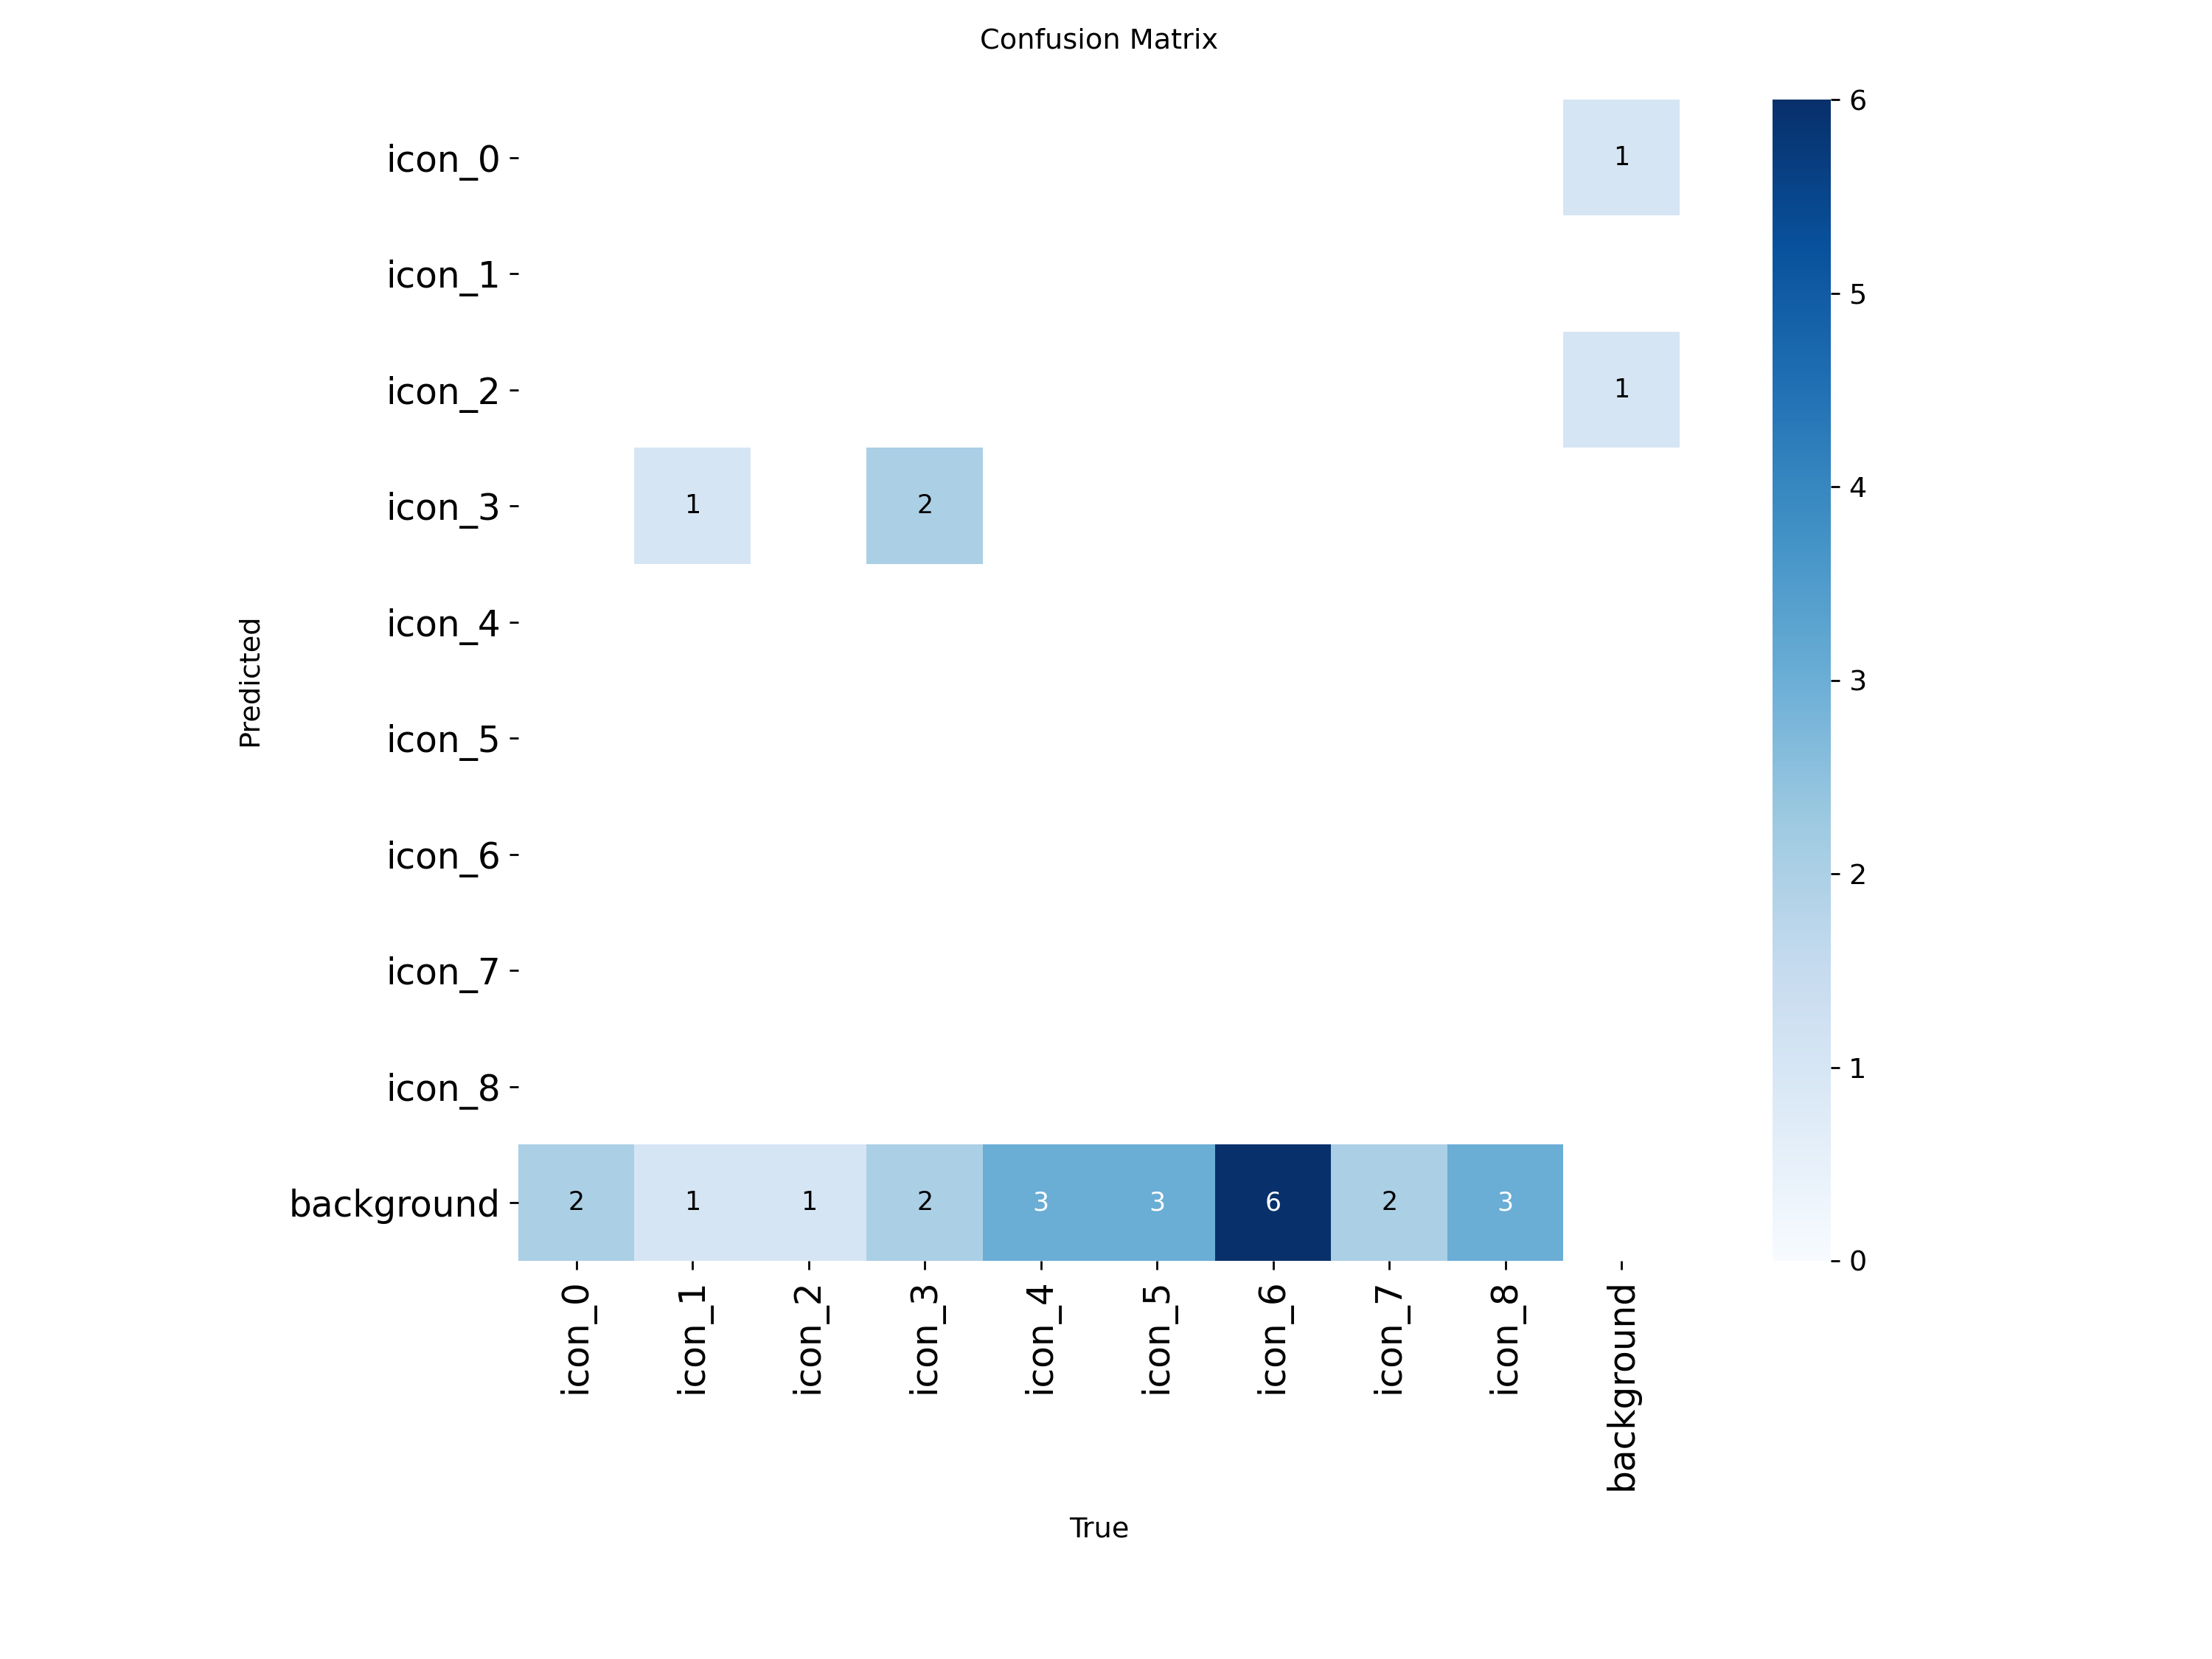 Confusion Matrix
icon_0
1
6
icon_1
5
icon_2
1
4
icon_3
1 2
icon_4
3
icon_5
icon_6
2
icon_7
icon_8
1
background
2 1 1 2 3 3 6 2 3
0
icon_0 icon_1 icon_2 icon_3 icon_4 icon_5 icon_6 icon_7 icon_8 background
Predicted
True